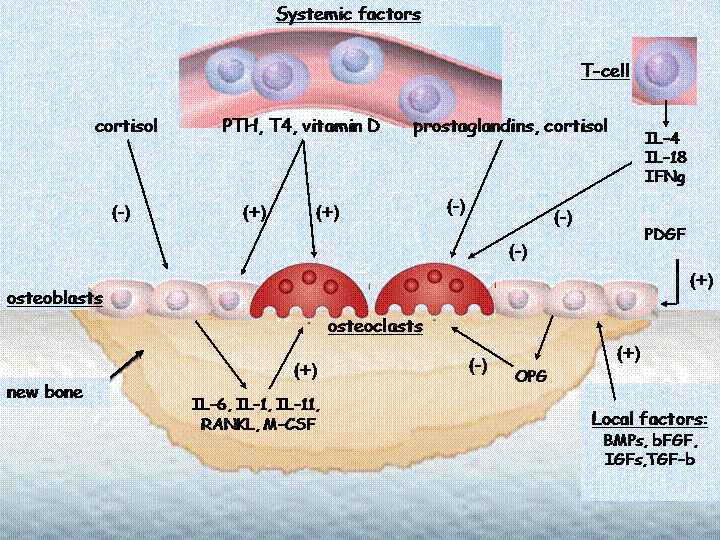 Systemic factors
T-cell
cortisol
PTH, T4, vitamin D
prostaglandins, cortisol
IL-4
IL-18
IFNg
(-)
(+)
(+)
(-)
(-)
(-)
PDGF
(+)
osteoblasts
osteoclasts
new bone
(+)
(-)
OPG
(+)
IL-6, IL-1, IL-11,
RANKL, M-CSF
Local factors:
BMPs, bFGF,
IGFs,TGF-b